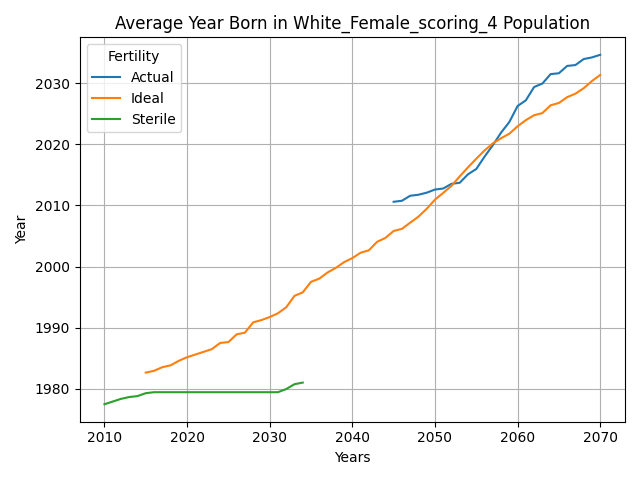 Average Year Born in White_Female_scoring_4 Population
Fertility
Actual
Ideal
Sterile
Year
2030
2020
2010
2000
1990
1980
2010 2020 2030 2040 2050 2060 2070
Years